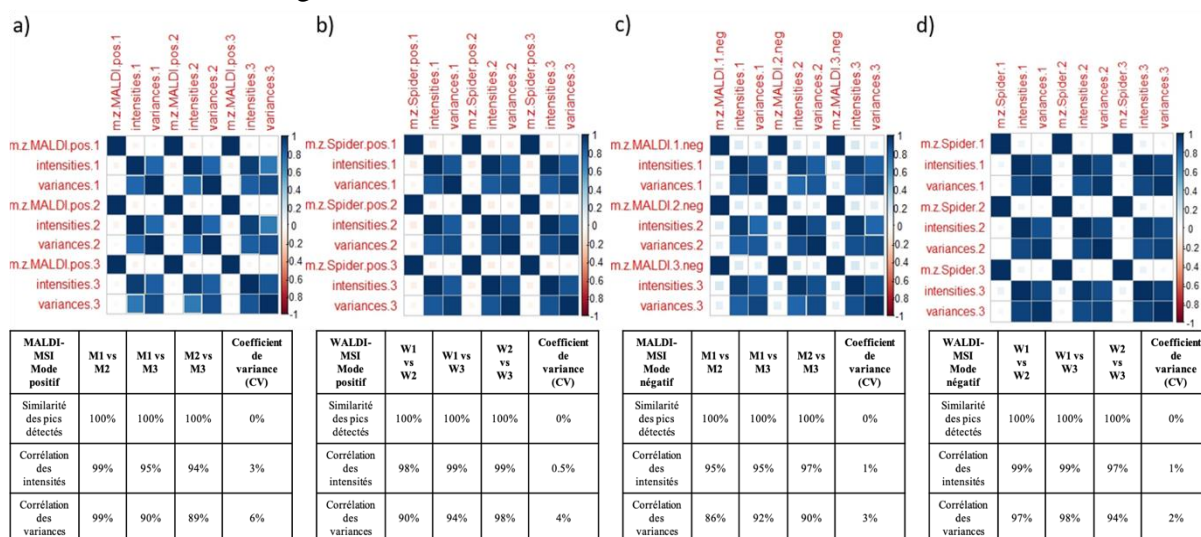 a)
m.z.MALDI.pos.1
intensities.1
variances.1
m.z.MALDI.pos.2
intensities.2
variances.2
m.z.MALDI.pos.3
intensities.3
variances.3
m.z.MALDI.pos.1
intensities.1
variances.1
m.z.MALDI.pos.2
intensities.2
variances.2
m.z.MALDI.pos.3
intensities.3
variances.3
1
0.8
0.6
0.4
0.2
0
-0.2
-0.4
-0.6
-0.8
-1
b)
m.z.Spider.pos.1
intensities.1
variances.1
m.z.Spider.pos.2
intensities.2
variances.2
m.z.Spider.pos.3
intensities.3
variances.3
m.z.Spider.pos.1
intensities.1
variances.1
m.z.Spider.pos.2
intensities.2
variances.2
m.z.Spider.pos.3
intensities.3
variances.3
1
0.8
0.6
0.4
0.2
0
-0.2
-0.4
-0.6
-0.8
-1
c)
m.z.MALDI.1.neg
intensities.1
variances.1
m.z.MALDI.2.neg
intensities.2
variances.2
m.z.MALDI.3.neg
intensities.3
variances.3
m.z.MALDI.1.neg
intensities.1
variances.1
m.z.MALDI.2.neg
intensities.2
variances.2
m.z.MALDI.3.neg
intensities.3
variances.3
1
0.8
0.6
0.4
0.2
0
-0.2
-0.4
-0.6
-0.8
-1
d)
m.z.Spider.1
intensities.1
variances.1
m.z.Spider.2
intensities.2
variances.2
m.z.Spider.3
intensities.3
variances.3
m.z.Spider.1
intensities.1
variances.1
m.z.Spider.2
intensities.2
variances.2
m.z.Spider.3
intensities.3
variances.3
1
0.8
0.6
0.4
0.2
0
-0.2
-0.4
-0.6
-0.8
-1
MALDI-
MSI
Mode
positif
M1 vs
M2
M1 vs
M3
M2 vs
M3
Coefficient
de
variance
(CV)
Similarité
des pics
détectés
100%
100%
100%
0%
Corrélation
des
intensités
99%
95%
94%
3%
Corrélation
des
variances
99%
90%
89%
6%
WALDI-
MSI
Mode
positif
W1
vs
W2
W1 vs
W3
W2
vs
W3
Coefficient
de
variance
(CV)
Similarité
des pics
détectés
100%
100%
100%
0%
Corrélation
des
intensités
98%
99%
99%
0.5%
Corrélation
des
variances
90%
94%
98%
4%
MALDI-
MSI
Mode
négatif
M1 vs
M2
M1 vs
M3
M2 vs
M3
Coefficient
de
variance
(CV)
Similarité
des pics
détectés
100%
100%
100%
0%
Corrélation
des
intensités
95%
95%
97%
1%
Corrélation
des
variances
86%
92%
90%
3%
WALDI-
MSI
Mode
négatif
W1
vs
W2
W1 vs
W3
W2
vs
W3
Coefficient
de
variance
(CV)
Similarité
des pics
détectés
100%
100%
100%
0%
Corrélation
des
intensités
99%
99%
97%
1%
Corrélation
des
variances
97%
98%
94%
2%